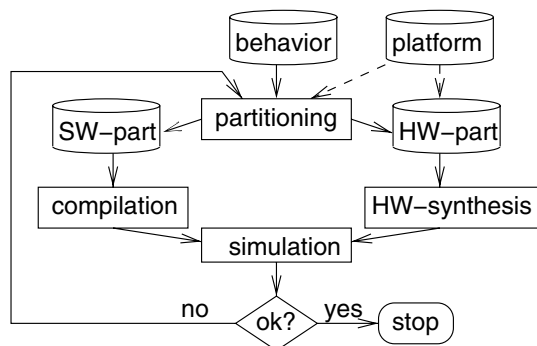 behavior
platform
partitioning
SW-part
HW-part
compilation
HW-synthesis
simulation
no
ok?
yes
stop